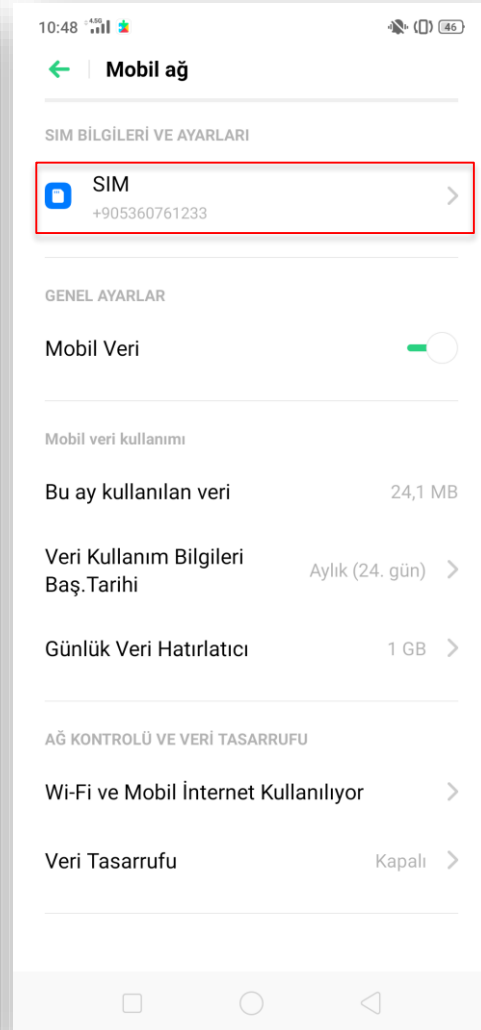 10:48 4.5G 46
Mobil ağ
SIM BİLGİLERİ VE AYARLARI
SIM
+905360761233
GENEL AYARLAR
Mobil Veri
Mobil veri kullanımı
Bu ay kullanılan veri 24,1 MB
Veri Kullanım Bilgileri
Baş.Tarihi Aylık (24. gün)
Günlük Veri Hatırlatıcı 1 GB
AĞ KONTROLÜ VE VERİ TASARRUFU
Wi-Fi ve Mobil İnternet Kullanılıyor
Veri Tasarrufu Kapalı